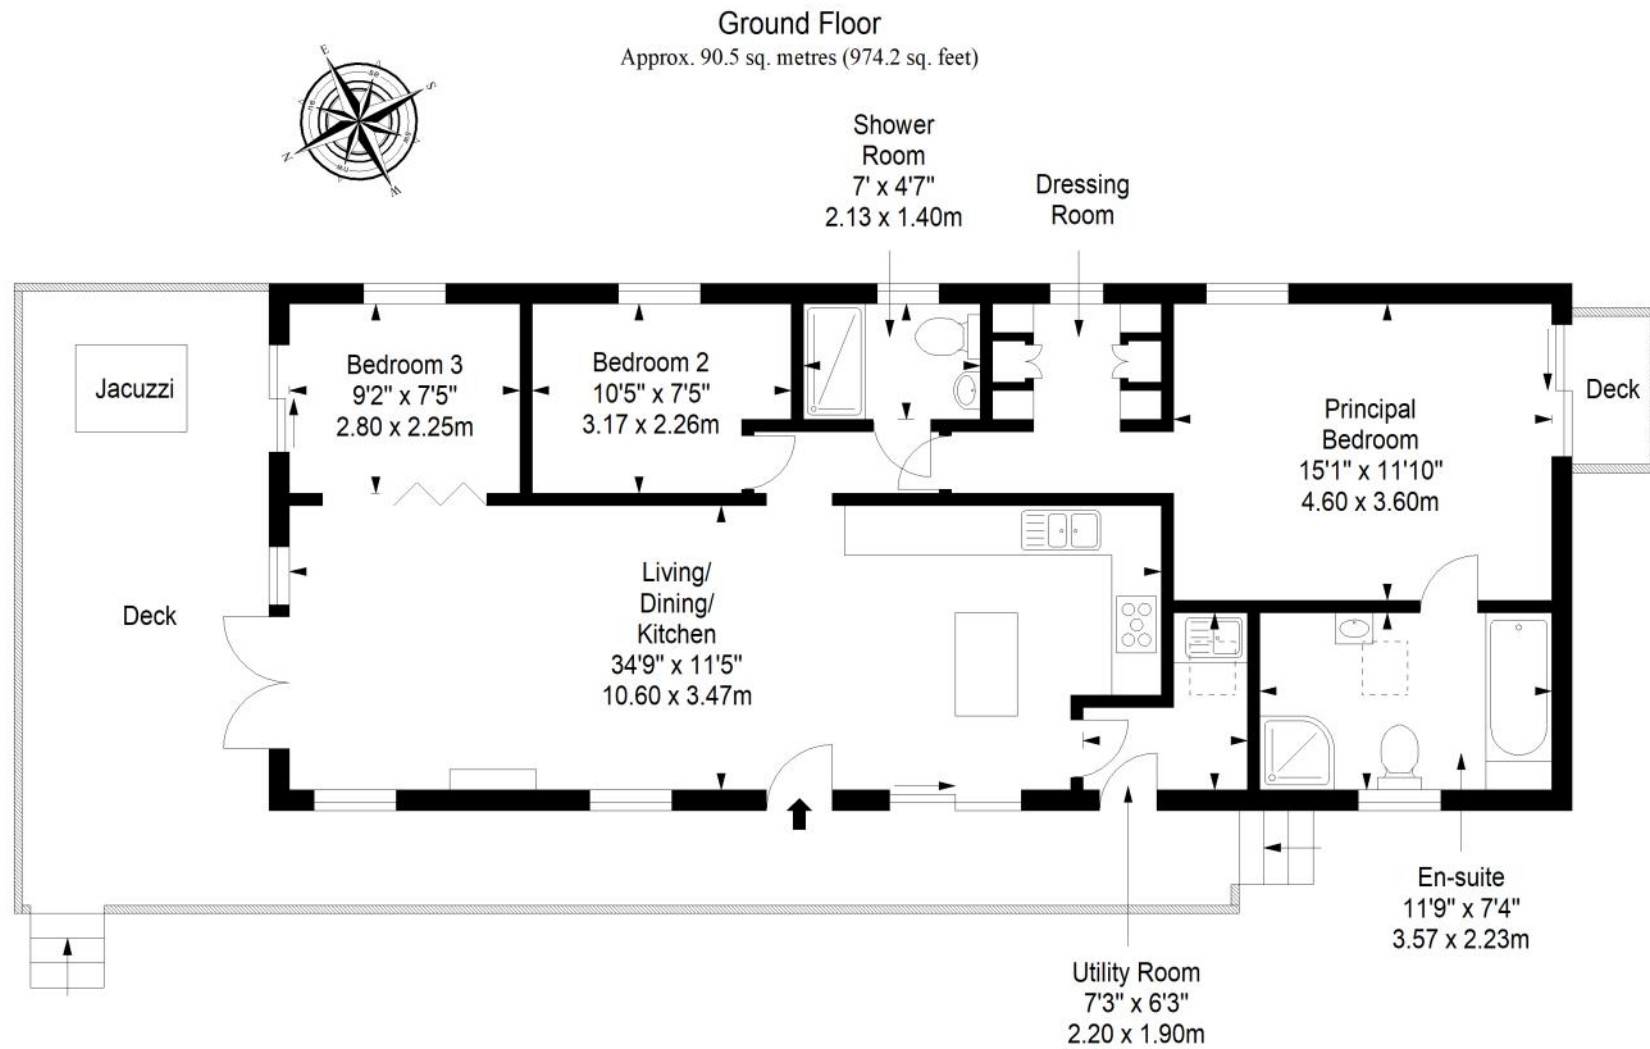 Ground Floor
Approx. 90.5 sq. metres (974.2 sq. feet)
E
se
S
ne
sw
N
nw
W
Shower
Room
7' x 4'7"
2.13 x 1.40m
Dressing
Room
Jacuzzi
Bedroom 3
9'2" x 7'5"
2.80 x 2.25m
Bedroom 2
10'5" x 7'5"
3.17 x 2.26m
Principal
Bedroom
15'1" x 11'10"
4.60 x 3.60m
Deck
Deck
Living/
Dining/
Kitchen
34'9" x 11'5"
10.60 x 3.47m
En-suite
11'9" x 7'4"
3.57 x 2.23m
Utility Room
7'3" x 6'3"
2.20 x 1.90m